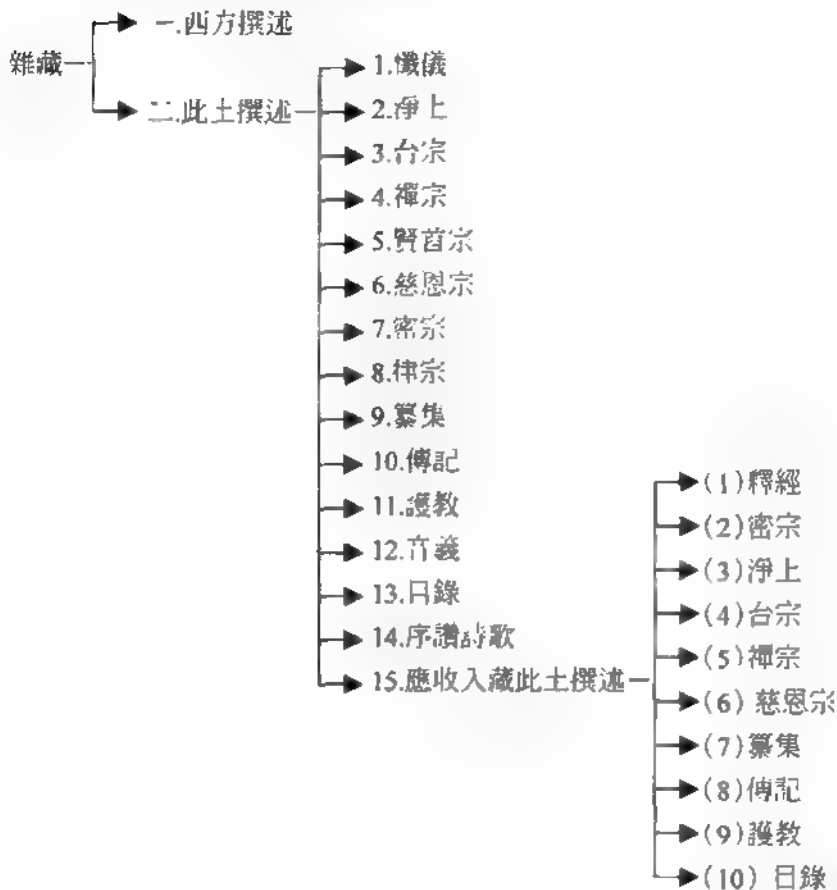 雜藏
一.西方撰述
二.此土撰述
1.懺儀
2.淨土
3.台宗
4.禪宗
5.賢首宗
6.慈恩宗
7.密宗
8.律宗
9.纂集
10.傳記
11.護教
12.音義
13.目錄
14.序讚詩歌
15.應收入藏此土撰述
(1)釋經
(2)密宗
(3)淨土
(4)台宗
(5)禪宗
(6) 慈恩宗
(7)纂集
(8)傳記
(9)護教
(10) 目錄